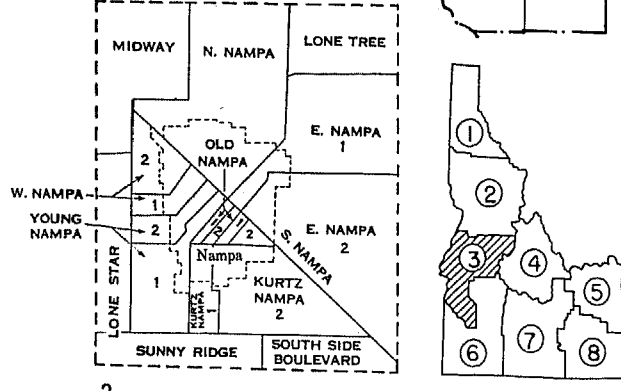 MIDWAY
N. NAMPA
LONE TREE
E. NAMPA
1
OLD
NAMPA
2
W. NAMPA
1
YOUNG
NAMPA
2
1
2
1
2
E. NAMPA
2
S. NAMPA
Nampa
1
KURTZ
NAMPA
1
KURTZ
NAMPA
2
LONE STAR
SUNNY RIDGE
SOUTH SIDE
BOULEVARD
2
1
2
3
4
5
6
7
8